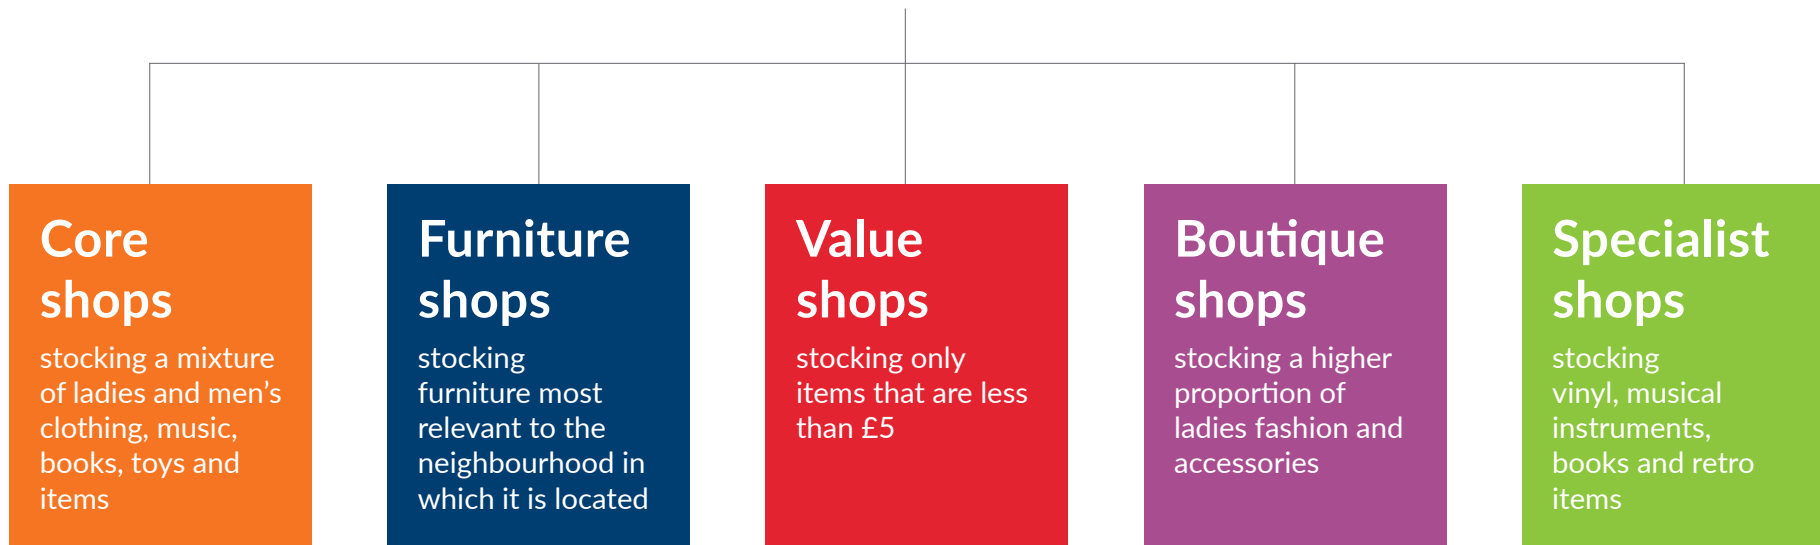 Core
shops
stocking a mixture
of ladies and men’s
clothing, music,
books, toys and
items
Furniture
shops
stocking
furniture most
relevant to the
neighbourhood in
which it is located
Value
shops
stocking only
items that are less
than £5
Boutique
shops
stocking a higher
proportion of
ladies fashion and
accessories
Specialist
shops
stocking
vinyl, musical
instruments,
books and retro
items